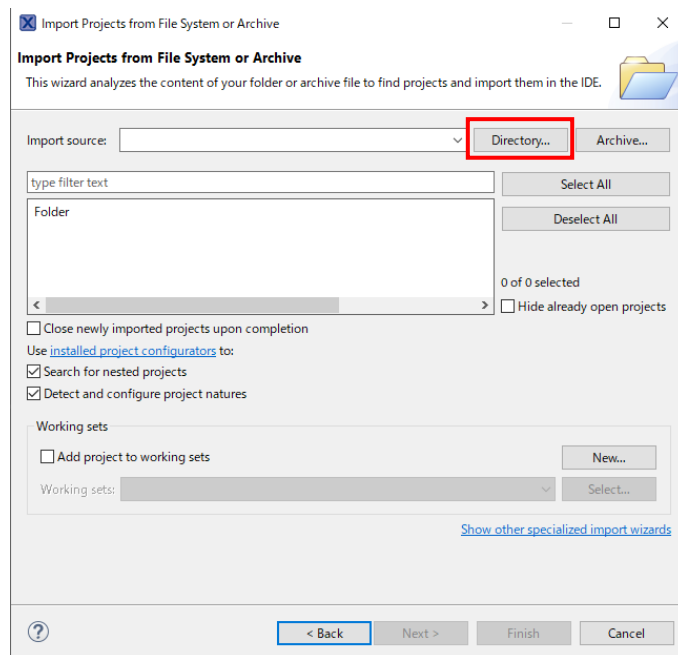 Import Projects from File System or Archive
Import Projects from File System or Archive
This wizard analyzes the content of your folder or archive file to find projects and import them in the IDE.
Import source:
Directory...
Archive...
type filter text
Select All
Folder
Deselect All
0 of 0 selected
Hide already open projects
Close newly imported projects upon completion
Use installed project configurators to:
Search for nested projects
Detect and configure project natures
Working sets
Add project to working sets
New...
Working sets:
Select...
Show other specialized import wizards
?
< Back
Next >
Finish
Cancel